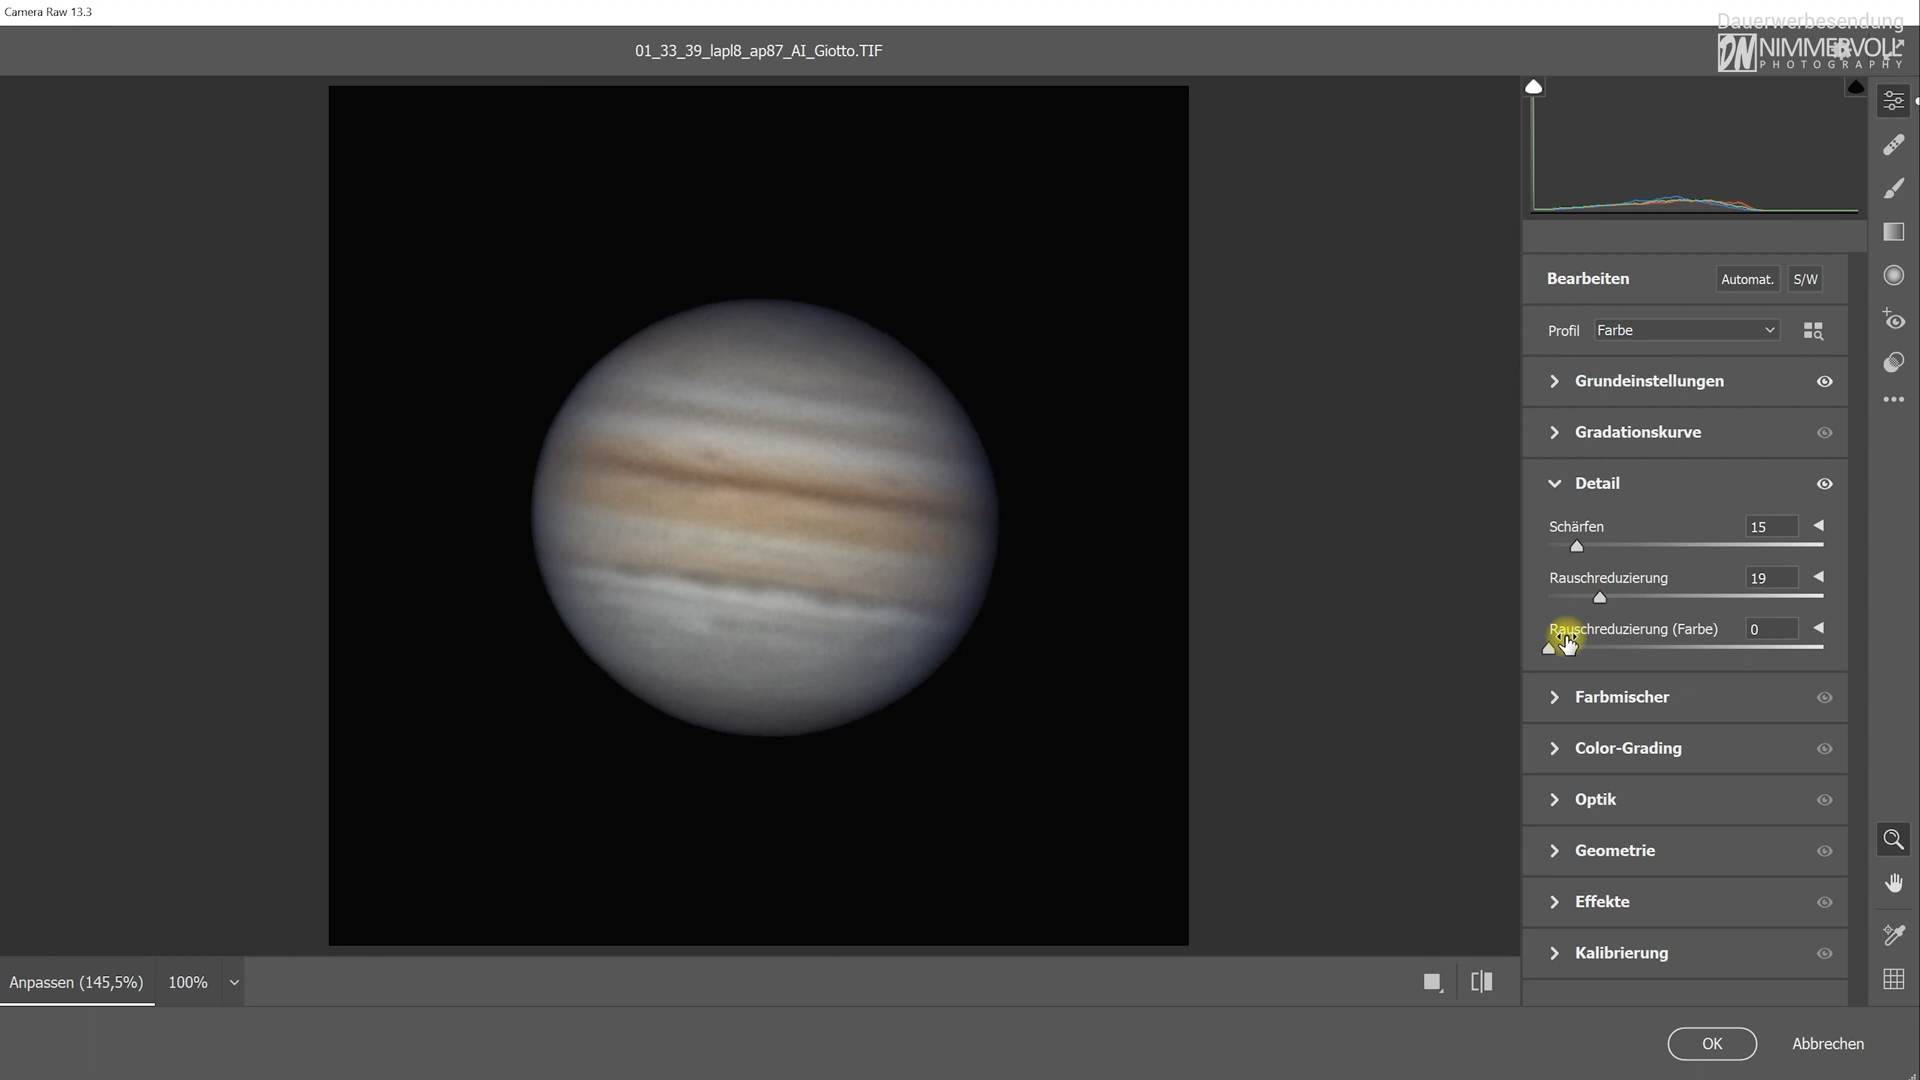 Camera Raw 13.3
Dauerwerbesendung
01_33_39_lapl8_ap87_AI_Giotto.TIF
DN NIMMERVOLL
PHOTOGRAPHY
Bearbeiten
Automat.
S/W
Profil
Farbe
Grundeinstellungen
Gradationskurve
Detail
Schärfen
15
Rauschreduzierung
19
Rauschreduzierung (Farbe)
0
Farbmischer
Color-Grading
Optik
Geometrie
Effekte
Kalibrierung
Anpassen (145,5%)
100%
OK
Abbrechen